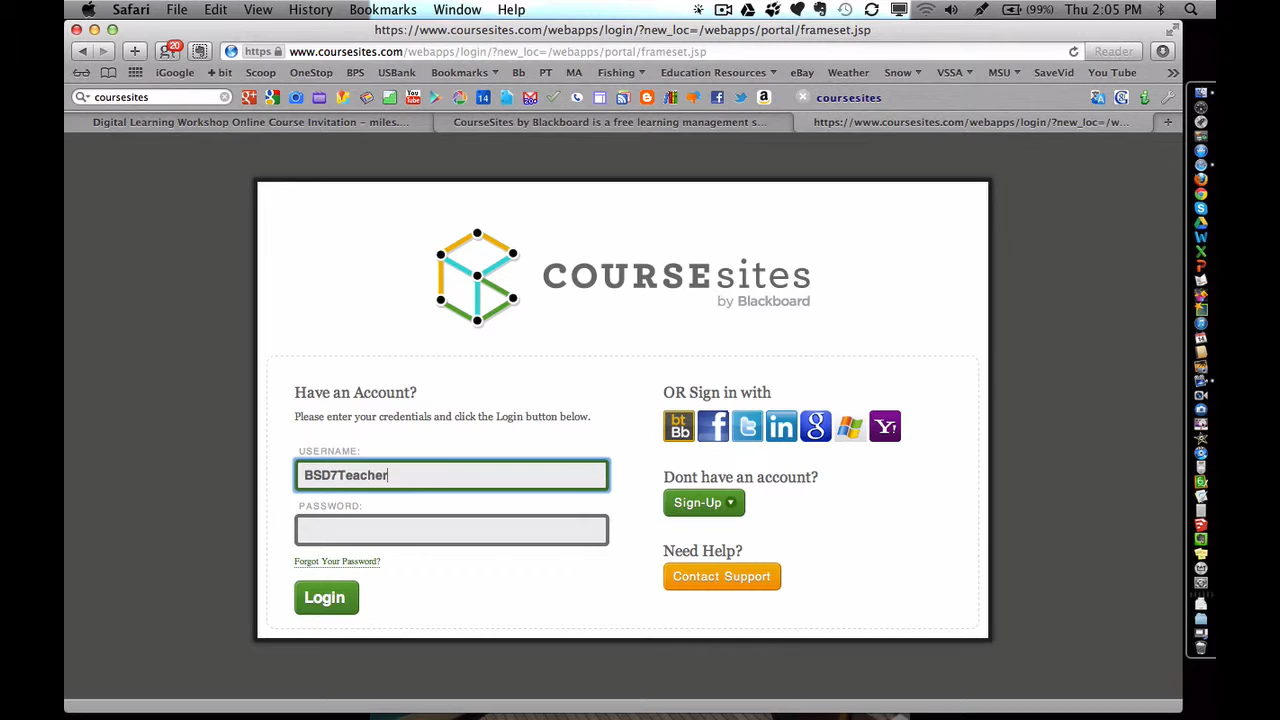 Safari File Edit View History Bookmarks Window Help (99%) Thu 2:05 PM
https://www.coursesites.com/webapps/login/?new_loc=/webapps/portal/frameset.jsp
20 https www.coursesites.com/webapps/login/?new_loc=/webapps/portal/frameset.jsp Reader
iGoogle + bit Scoop OneStop BPS USBank Bookmarks Bb PT MA Fishing Education Resources eBay Weather Snow VSSA MSU SaveVid You Tube
coursesites coursesites
Digital Learning Workshop Online Course Invitation – miles.... CourseSites by Blackboard is a free learning management s... https://www.coursesites.com/webapps/login/?new_loc=/w...
COURSEsites
by Blackboard
Have an Account?
Please enter your credentials and click the Login button below.
USERNAME:
BSD7Teacher
PASSWORD:
Forgot Your Password?
Login
OR Sign in with
bt Bb f t in g Y!
Dont have an account?
Sign-Up
Need Help?
Contact Support